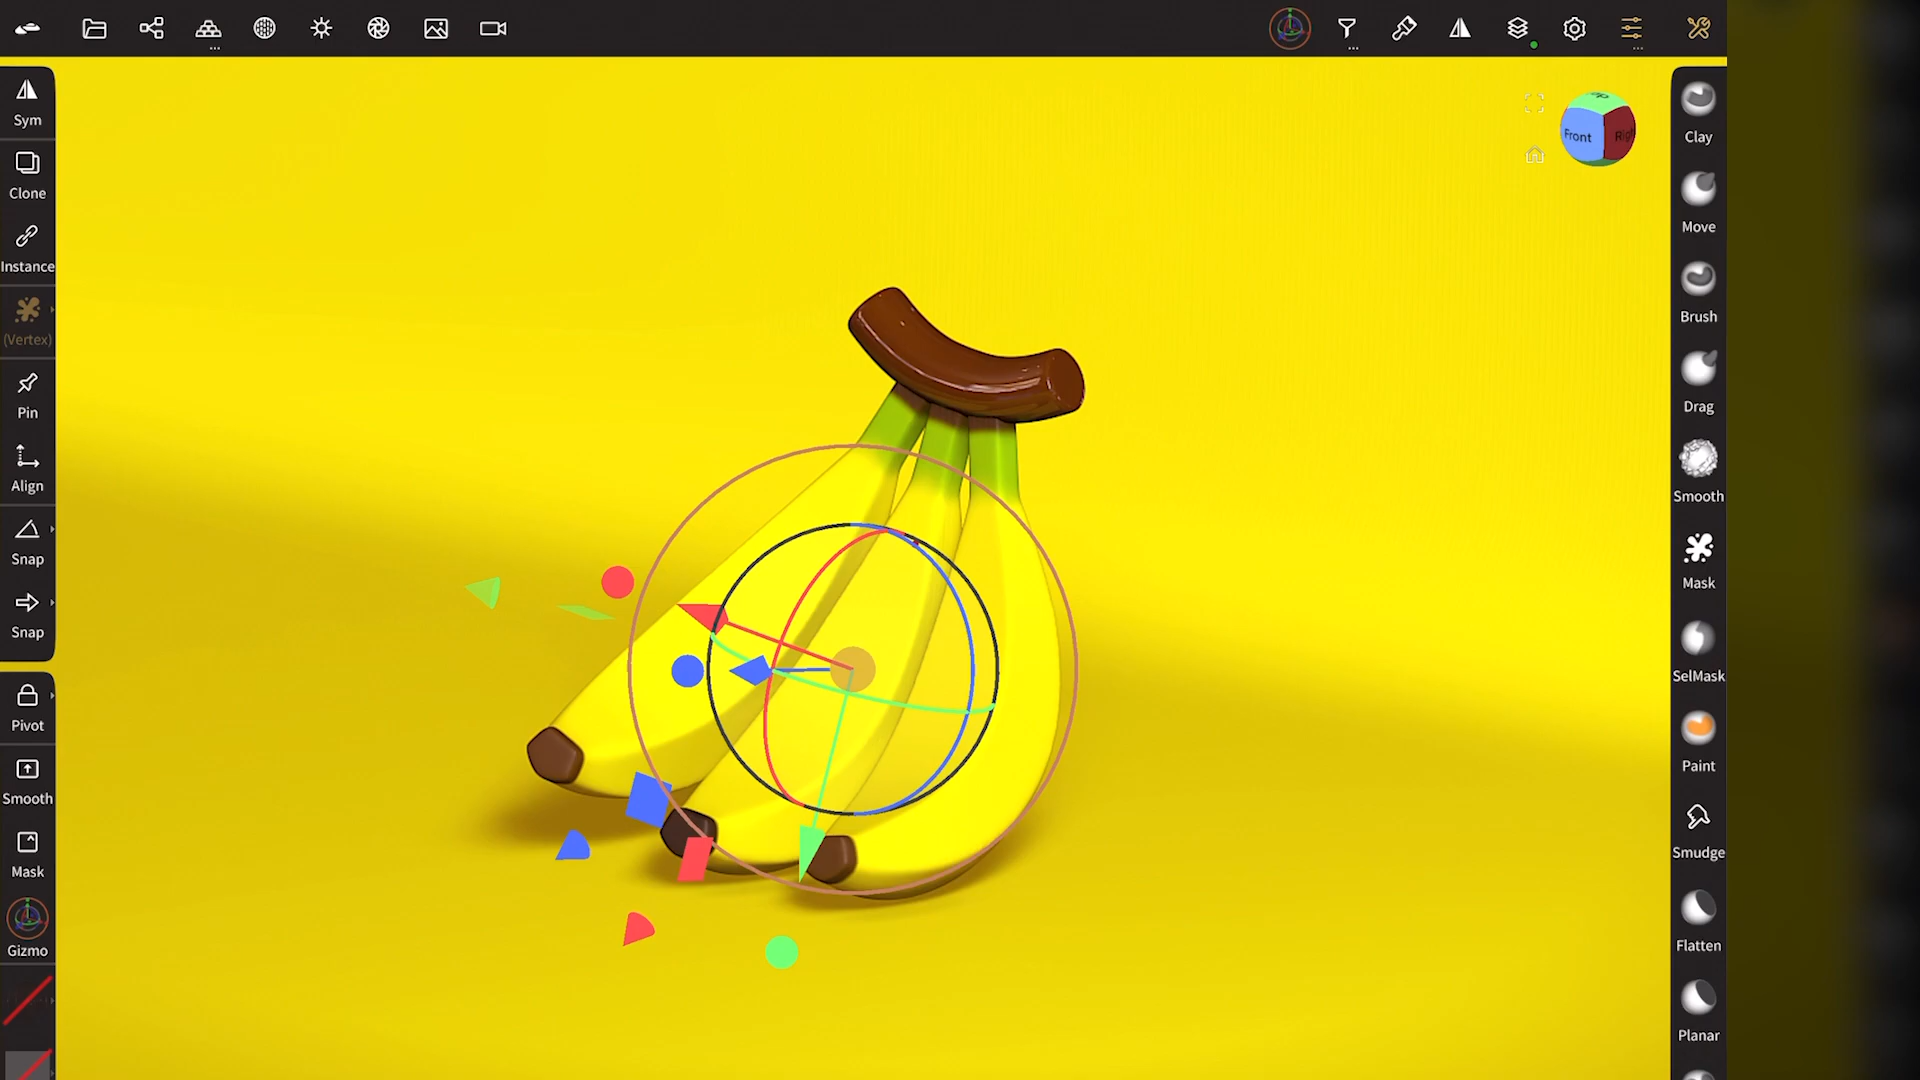 Sym
Clone
Instance
(Vertex)
Pin
Align
Snap
Snap
Pivot
Smooth
Mask
Gizmo
Front
Clay
Move
Brush
Drag
Smooth
Mask
SelMask
Paint
Smudge
Flatten
Planar